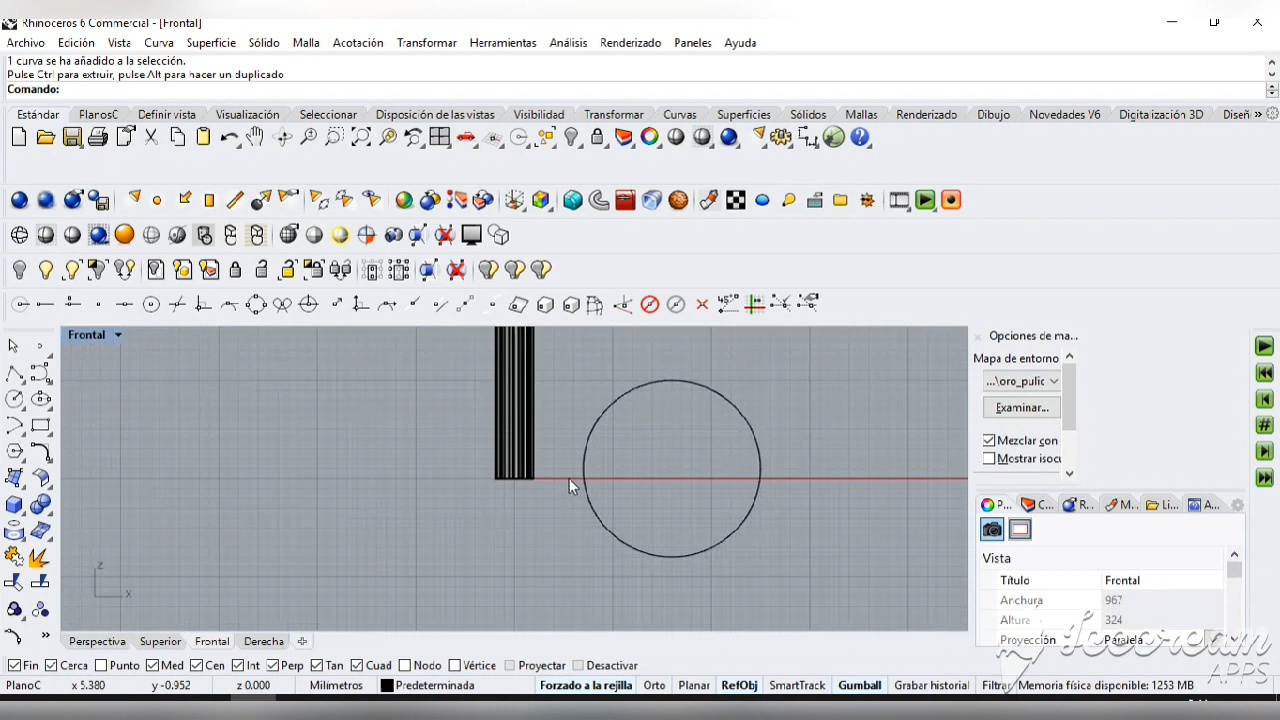 Rhinoceros 6 Commercial - [Frontal]
Archivo Edición Vista Curva Superficie Sólido Malla Acotación Transformar Herramientas Análisis Renderizado Paneles Ayuda
1 curva se ha añadido a la selección.
Pulse Ctrl para extruir, pulse Alt para hacer un duplicado
Comando:
Estándar PlanosC Definir vista Visualización Seleccionar Disposición de las vistas Visibilidad Transformar Curvas Superficies Sólidos Mallas Renderizado Dibujo Novedades V6 Digitalización 3D Diseñ »
Frontal
Opciones de ma...
Mapa de entorno
...\oro_pulic
Examinar...
Mezclar con
Mostrar isocu
P... C... R... M... Li... A...
Vista
Título Frontal
Anchura 967
Altura 324
Proyección Paralela
z
x
Perspectiva Superior Frontal Derecha
Icecream
APPS
Fin Cerca Punto Med Cen Int Perp Tan Cuad Nodo Vértice Proyectar Desactivar
PlanoC x 5.380 y -0.952 z 0.000 Milímetros Predeterminada Forzado a la rejilla Orto Planar RefObj SmartTrack Gumball Grabar historial Filtrar Memoria física disponible: 1253 MB